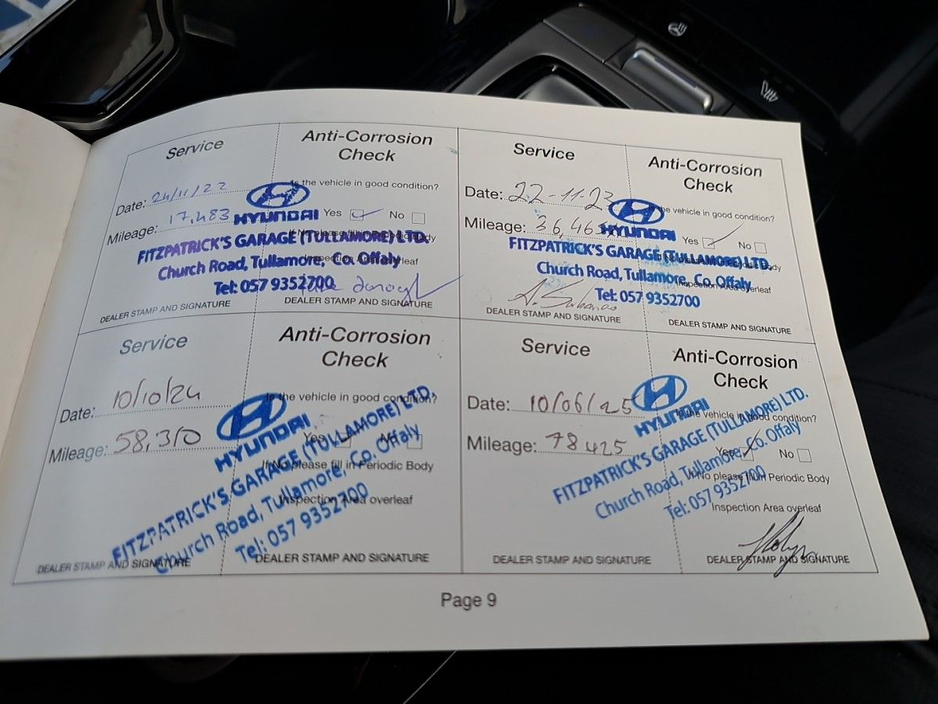 Service
Anti-Corrosion
Check
Date: 24/11/22
Is the vehicle in good condition?
Mileage: 17,483
HYUNDAI
Yes No
FITZPATRICK'S GARAGE (TULLAMORE) LTD.
Church Road, Tullamore, Co. Offaly
Tel: 057 9352700
DEALER STAMP AND SIGNATURE
DEALER STAMP AND SIGNATURE
Service
Anti-Corrosion
Check
Date: 22-11-23
the vehicle in good condition?
Mileage: 36,46
HYUNDAI
Yes No
FITZPATRICK'S GARAGE (TULLAMORE) LTD.
Church Road, Tullamore, Co. Offaly
Tel: 057 9352700
DEALER STAMP AND SIGNATURE
DEALER STAMP AND SIGNATURE
Service
Anti-Corrosion
Check
Date: 10/10/24
Is the vehicle in good condition?
Mileage: 58,310
HYUNDAI
Yes No
If No please fill in Periodic Body
Inspection Area overleaf
FITZPATRICK'S GARAGE (TULLAMORE) LTD.
Church Road, Tullamore, Co. Offaly
Tel: 057 9352700
DEALER STAMP AND SIGNATURE
DEALER STAMP AND SIGNATURE
Service
Anti-Corrosion
Check
Date: 10/06/25
Is the vehicle in good condition?
Mileage: 78425
HYUNDAI
Yes No
If No please fill in Periodic Body
Inspection Area overleaf
FITZPATRICK'S GARAGE (TULLAMORE) LTD.
Church Road, Tullamore, Co. Offaly
Tel: 057 9352700
DEALER STAMP AND SIGNATURE
DEALER STAMP AND SIGNATURE
Page 9